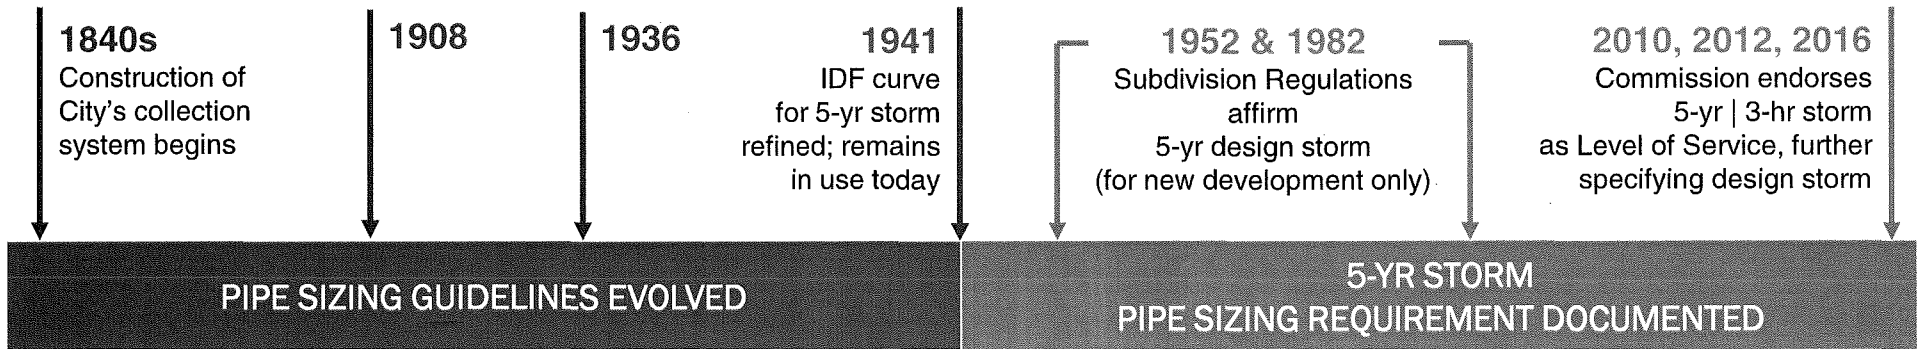 1840s
Construction of
City's collection
system begins
1908
1936
1941
IDF curve
for 5-yr storm
refined; remains
in use today
1952 & 1982
Subdivision Regulations
affirm
5-yr design storm
(for new development only)
2010, 2012, 2016
Commission endorses
5-yr | 3-hr storm
as Level of Service, further
specifying design storm
PIPE SIZING GUIDELINES EVOLVED
5-YR STORM
PIPE SIZING REQUIREMENT DOCUMENTED